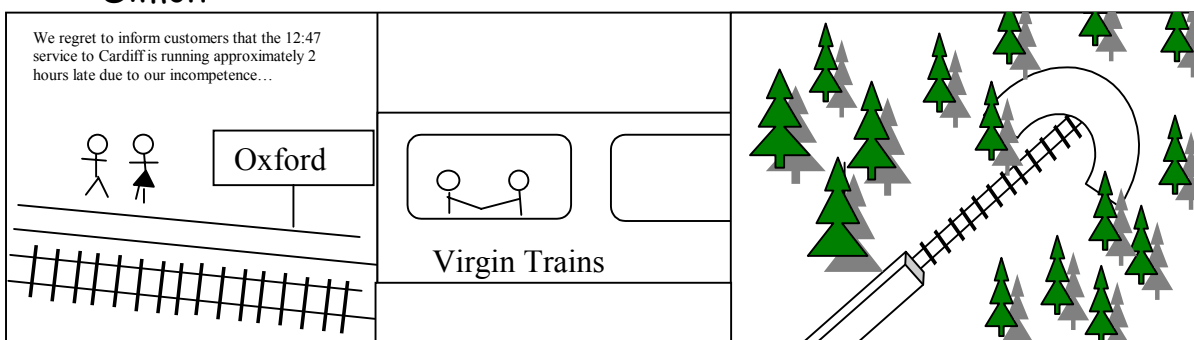 We regret to inform customers that the 12:47
service to Cardiff is running approximately 2
hours late due to our incompetence…
Oxford
Virgin Trains